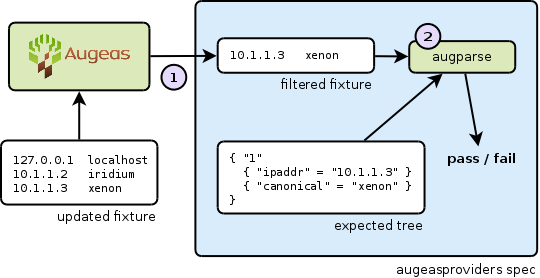 Augeas
1
10.1.1.3 xenon
filtered fixture
2
augparse
127.0.0.1 localhost
10.1.1.2 iridium
10.1.1.3 xenon
updated fixture
{ "1"
{ "ipaddr" = "10.1.1.3" }
{ "canonical" = "xenon" }
}
expected tree
pass / fail
augeasproviders spec